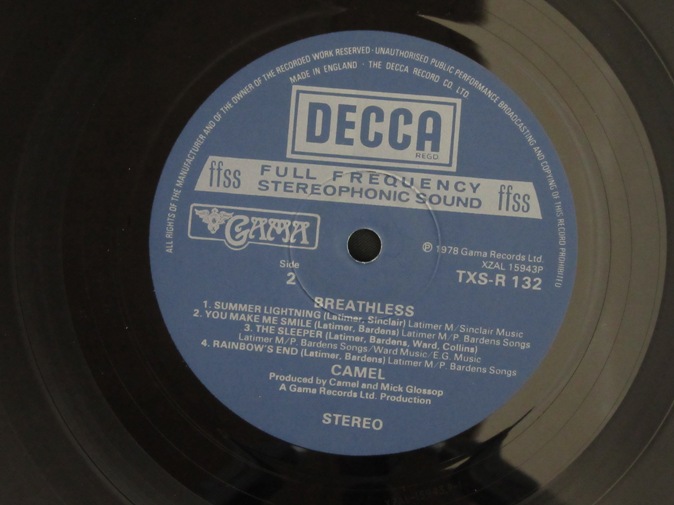 ALL RIGHTS OF THE MANUFACTURER AND OF THE OWNER OF THE RECORDED WORK RESERVED · UNAUTHORISED PUBLIC PERFORMANCE BROADCASTING AND COPYING OF THIS RECORD PROHIBITED
MADE IN ENGLAND · THE DECCA RECORD CO. LTD.
DECCA
REGD.
ffss FULL FREQUENCY STEREOPHONIC SOUND ffss
GAMA
℗ 1978 Gama Records Ltd
XZAL 15943P
Side
2
TXS-R 132
BREATHLESS
1. SUMMER LIGHTNING (Latimer, Sinclair) Latimer M/Sinclair Music
2. YOU MAKE ME SMILE (Latimer, Bardens) Latimer M/P. Bardens Songs
3. THE SLEEPER (Latimer, Bardens, Ward, Collins)
Latimer M/P. Bardens Songs/Ward Music/E.G. Music
4. RAINBOW'S END (Latimer, Bardens) Latimer M/P. Bardens Songs
CAMEL
Produced by Camel and Mick Glossop
A Gama Records Ltd. Production
STEREO